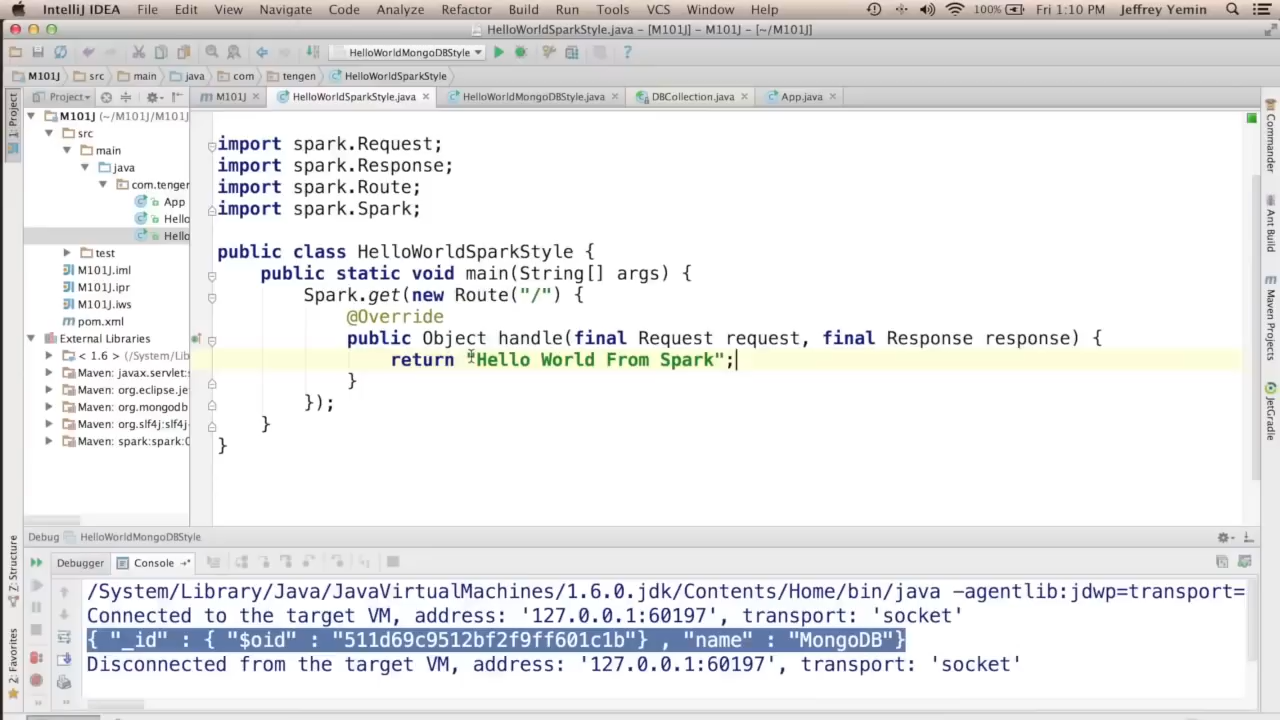 IntelliJ IDEA File Edit View Navigate Code Analyze Refactor Build Run Tools VCS Window Help 100% Fri 1:10 PM Jeffrey Yemin
HelloWorldSparkStyle.java - [M101J] - M101J - [~/M101J]
HelloWorldMongoDBStyle
M101J src main java com tengen HelloWorldSparkStyle
Project M101J HelloWorldSparkStyle.java HelloWorldMongoDBStyle.java DBCollection.java App.java
M101J (~/M101J/M101J
src
main
java
com.tenger
App
Hello
Hello
test
M101J.iml
M101J.ipr
M101J.iws
pom.xml
External Libraries
< 1.6 > (/System/Lib
Maven: javax.servlet:
Maven: org.eclipse.je
Maven: org.mongodb
Maven: org.slf4j:slf4j-
Maven: spark:spark:0
1: Project
Z: Structure
2: Favorites
import spark.Request;
import spark.Response;
import spark.Route;
import spark.Spark;
public class HelloWorldSparkStyle {
public static void main(String[] args) {
Spark.get(new Route("/") {
@Override
public Object handle(final Request request, final Response response) {
return "Hello World From Spark";
}
});
}
}
Commander
Ant Build
JetGradle
Debug HelloWorldMongoDBStyle
Debugger Console
/System/Library/Java/JavaVirtualMachines/1.6.0.jdk/Contents/Home/bin/java -agentlib:jdwp=transport=
Connected to the target VM, address: '127.0.0.1:60197', transport: 'socket'
{ "_id" : { "$oid" : "511d69c9512bf2f9ff601c1b"} , "name" : "MongoDB"}
Disconnected from the target VM, address: '127.0.0.1:60197', transport: 'socket'